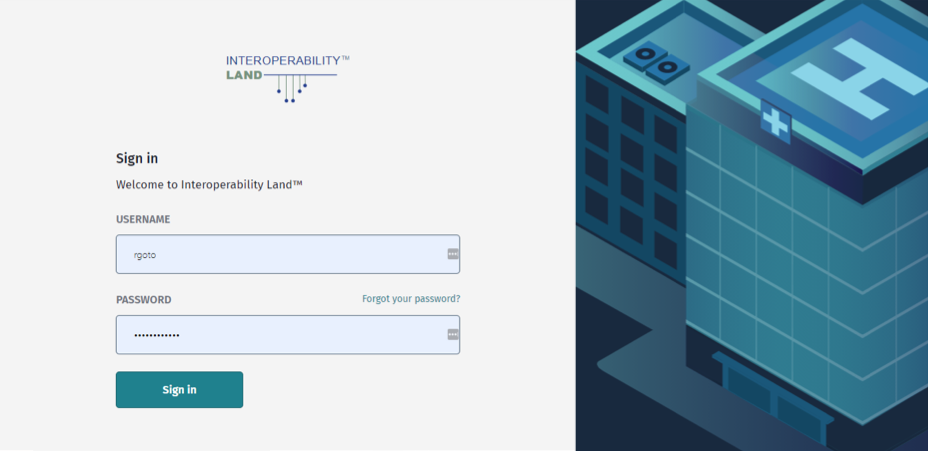 INTEROPERABILITY™
LAND
Sign in
Welcome to Interoperability Land™
USERNAME
rgoto
PASSWORD
Forgot your password?
••••••••••••
Sign in
H